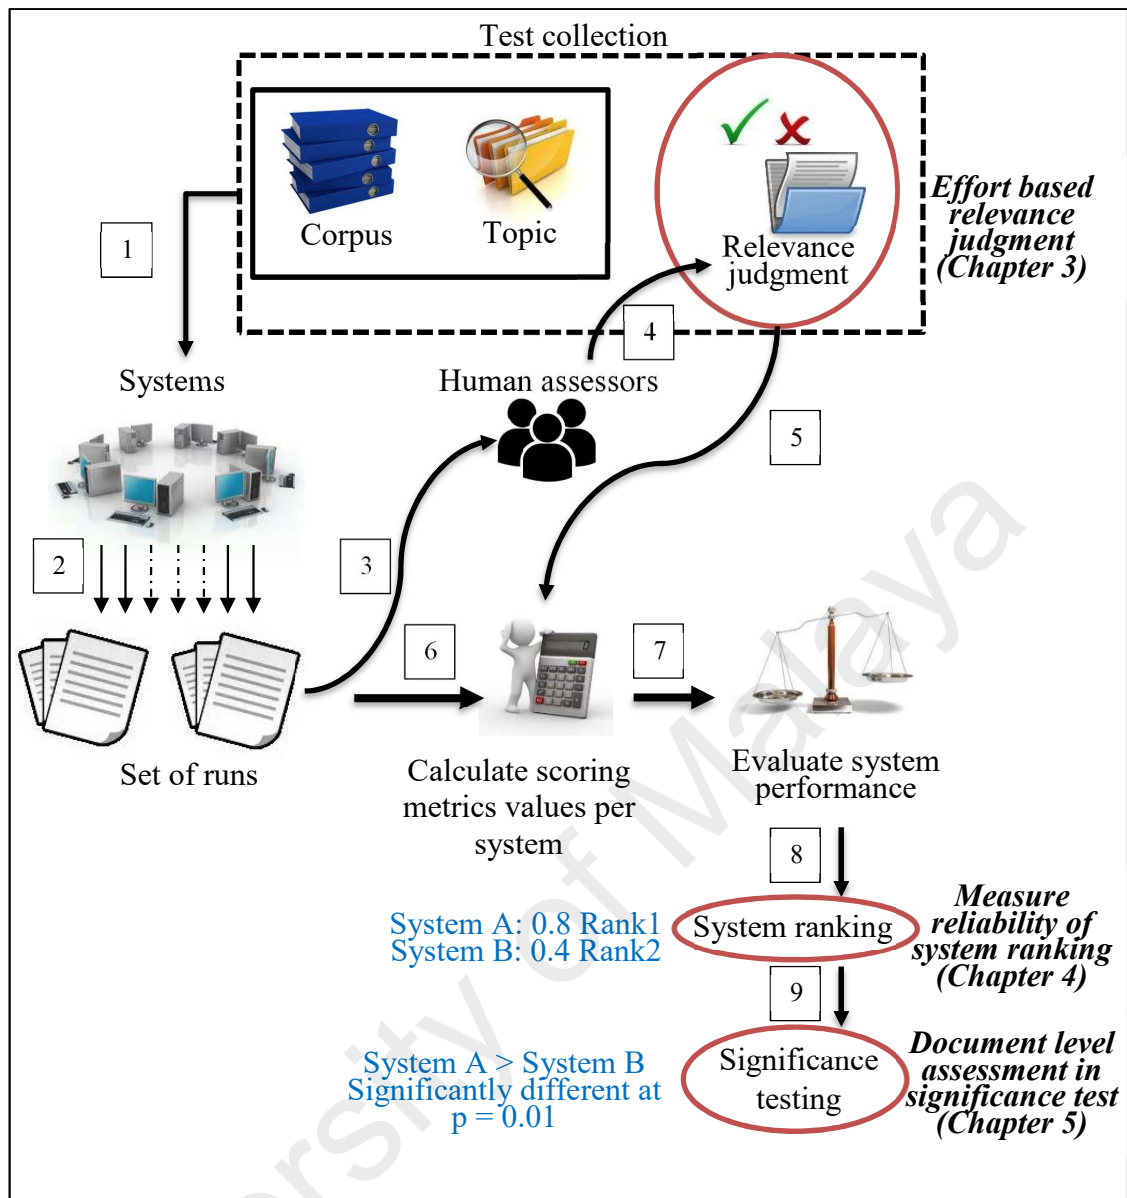 Test collection
Corpus
Topic
Relevance
judgment
Effort based
relevance
judgment
(Chapter 3)
1
4
Systems
Human assessors
5
2
3
6
7
Set of runs
Calculate scoring
metrics values per
system
Evaluate system
performance
8
System A: 0.8 Rank1
System B: 0.4 Rank2
System ranking
Measure
reliability of
system ranking
(Chapter 4)
9
System A > System B
Significantly different at
p = 0.01
Significance
testing
Document level
assessment in
significance test
(Chapter 5)
ersity of Malaya